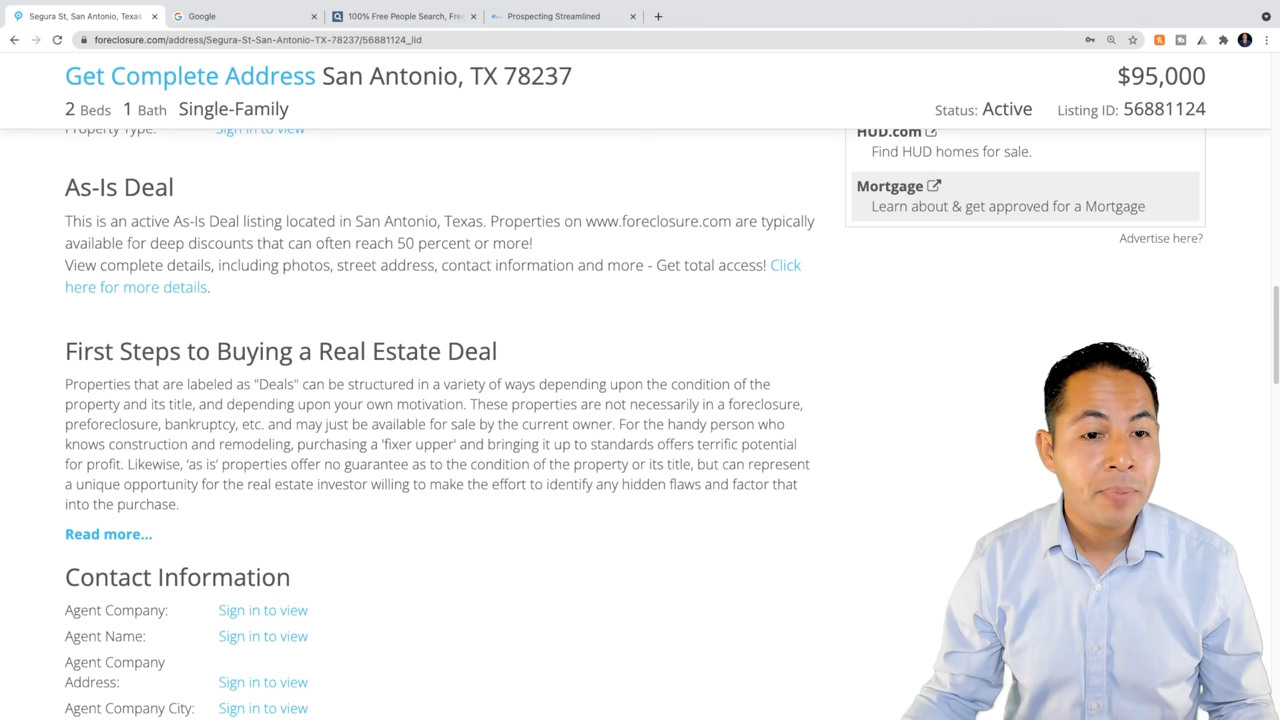 Segura St, San Antonio, Texas
Google
100% Free People Search, Free
Prospecting Streamlined
foreclosure.com/address/Segura-St-San-Antonio-TX-78237/56881124_lid
Get Complete Address San Antonio, TX 78237
$95,000
2 Beds 1 Bath Single-Family
Status: Active Listing ID: 56881124
Property Type: Sign in to view
HUD.com
Find HUD homes for sale.
Mortgage
Learn about & get approved for a Mortgage
Advertise here?
As-Is Deal
This is an active As-Is Deal listing located in San Antonio, Texas. Properties on www.foreclosure.com are typically
available for deep discounts that can often reach 50 percent or more!
View complete details, including photos, street address, contact information and more - Get total access! Click
here for more details.
First Steps to Buying a Real Estate Deal
Properties that are labeled as "Deals" can be structured in a variety of ways depending upon the condition of the
property and its title, and depending upon your own motivation. These properties are not necessarily in a foreclosure,
preforeclosure, bankruptcy, etc. and may just be available for sale by the current owner. For the handy person who
knows construction and remodeling, purchasing a 'fixer upper' and bringing it up to standards offers terrific potential
for profit. Likewise, 'as is' properties offer no guarantee as to the condition of the property or its title, but can represent
a unique opportunity for the real estate investor willing to make the effort to identify any hidden flaws and factor that
into the purchase.
Read more...
Contact Information
Agent Company: Sign in to view
Agent Name: Sign in to view
Agent Company
Address: Sign in to view
Agent Company City: Sign in to view